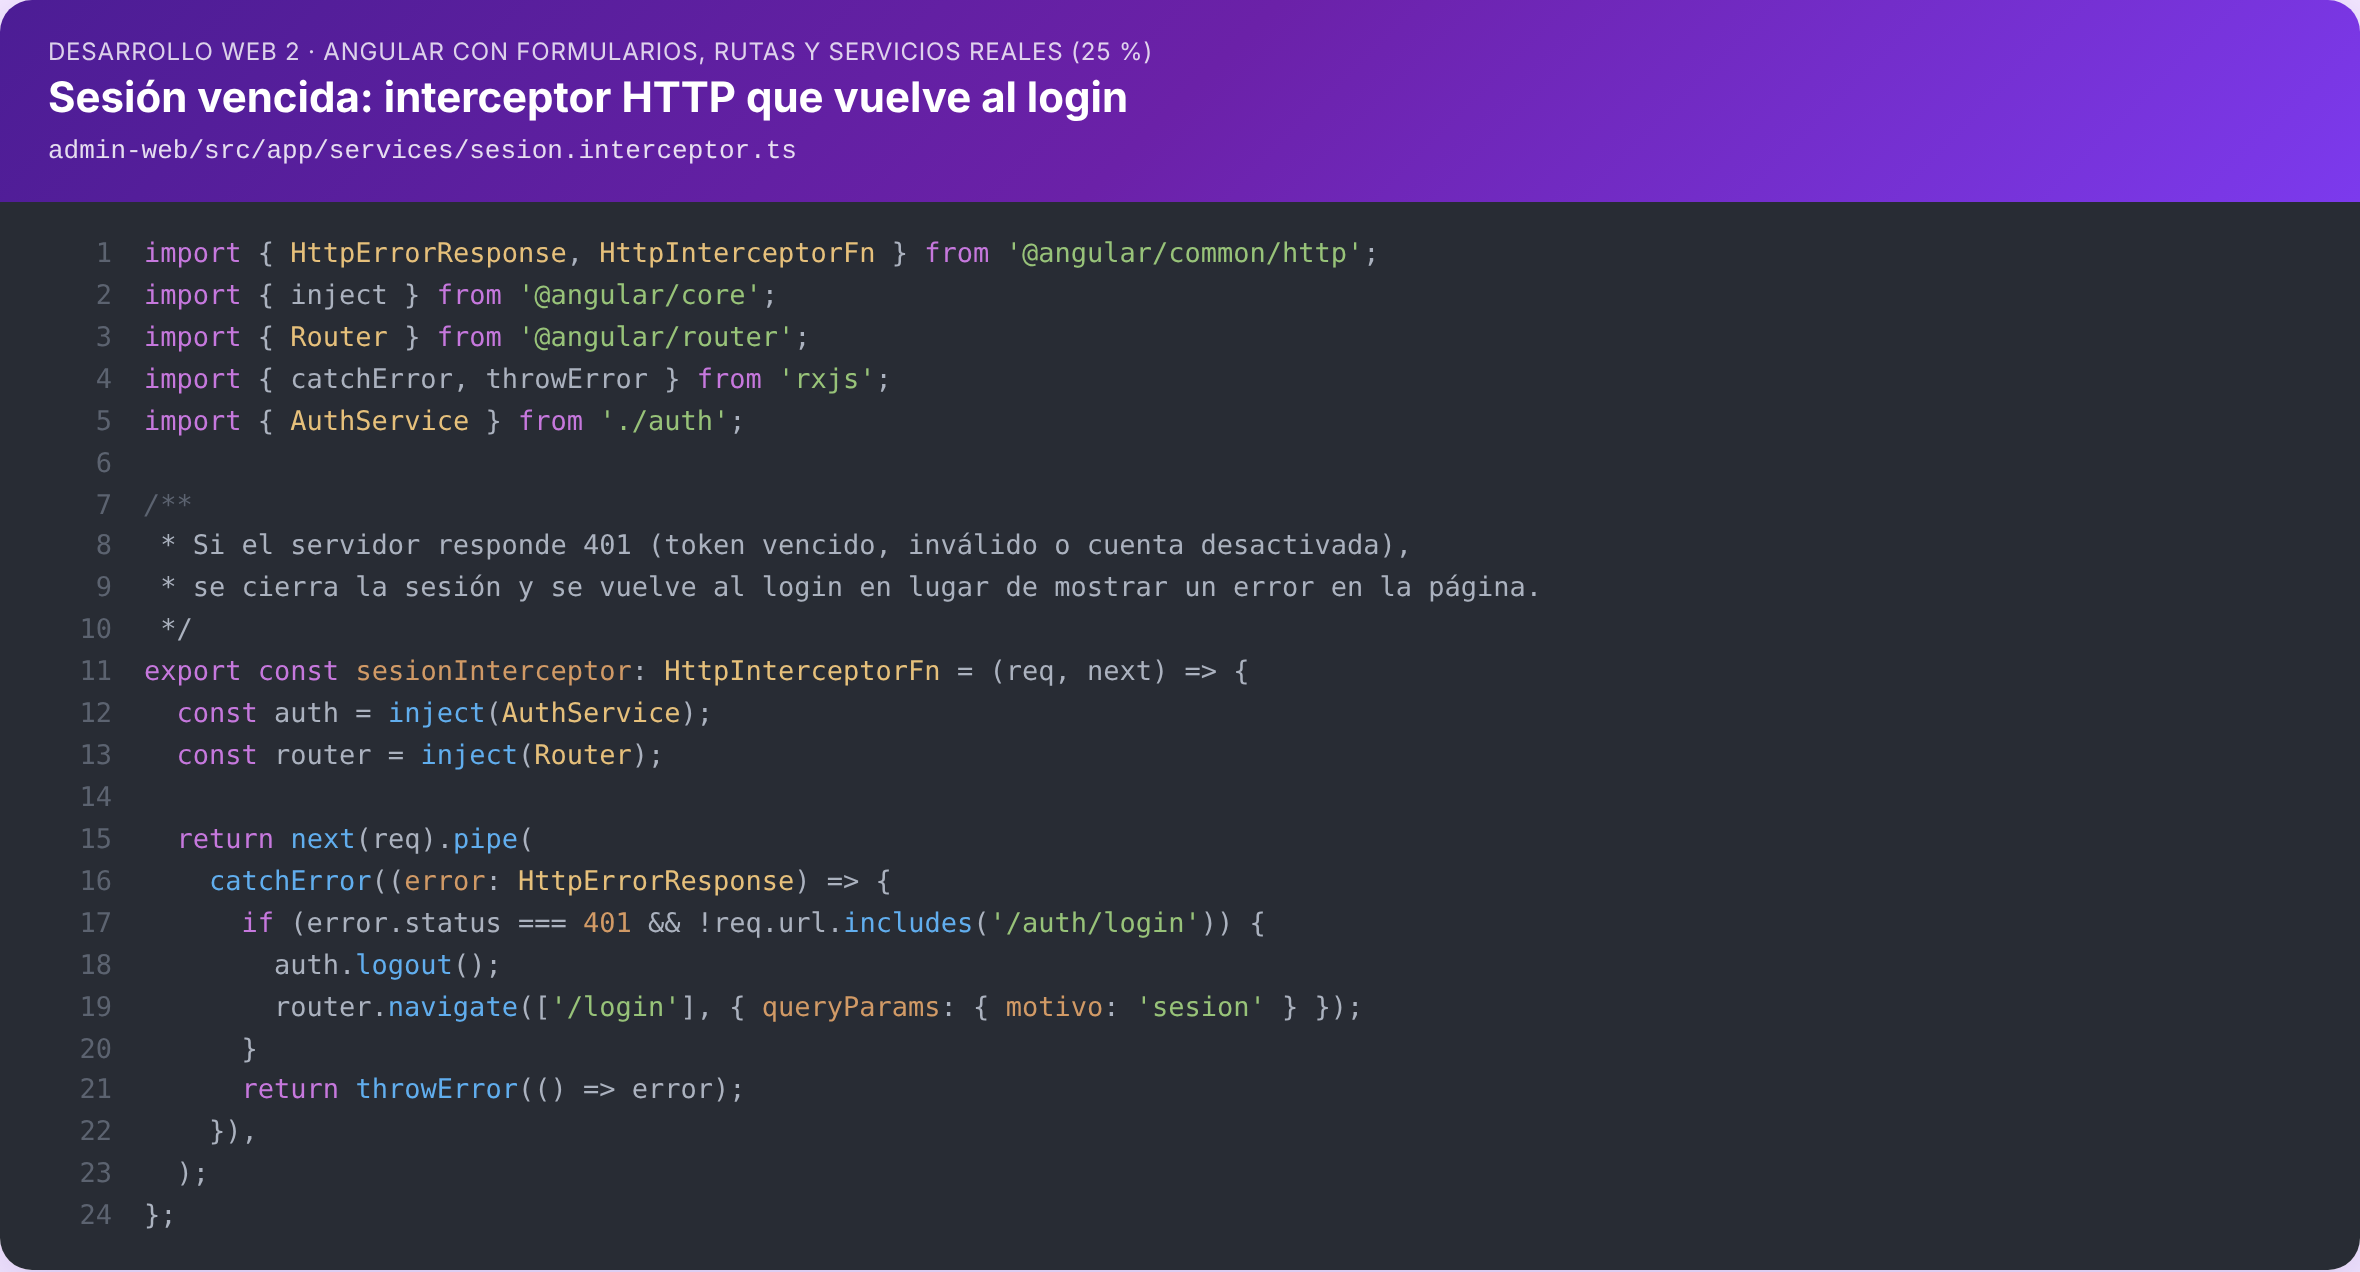 DESARROLLO WEB 2 · ANGULAR CON FORMULARIOS, RUTAS Y SERVICIOS REALES (25 %)
Sesión vencida: interceptor HTTP que vuelve al login
admin-web/src/app/services/sesion.interceptor.ts
1 import { HttpErrorResponse, HttpInterceptorFn } from '@angular/common/http';
2 import { inject } from '@angular/core';
3 import { Router } from '@angular/router';
4 import { catchError, throwError } from 'rxjs';
5 import { AuthService } from './auth';
6
7 /**
8  * Si el servidor responde 401 (token vencido, inválido o cuenta desactivada),
9  * se cierra la sesión y se vuelve al login en lugar de mostrar un error en la página.
10  */
11 export const sesionInterceptor: HttpInterceptorFn = (req, next) => {
12   const auth = inject(AuthService);
13   const router = inject(Router);
14
15   return next(req).pipe(
16     catchError((error: HttpErrorResponse) => {
17       if (error.status === 401 && !req.url.includes('/auth/login')) {
18         auth.logout();
19         router.navigate(['/login'], { queryParams: { motivo: 'sesion' } });
20       }
21       return throwError(() => error);
22     }),
23   );
24 };